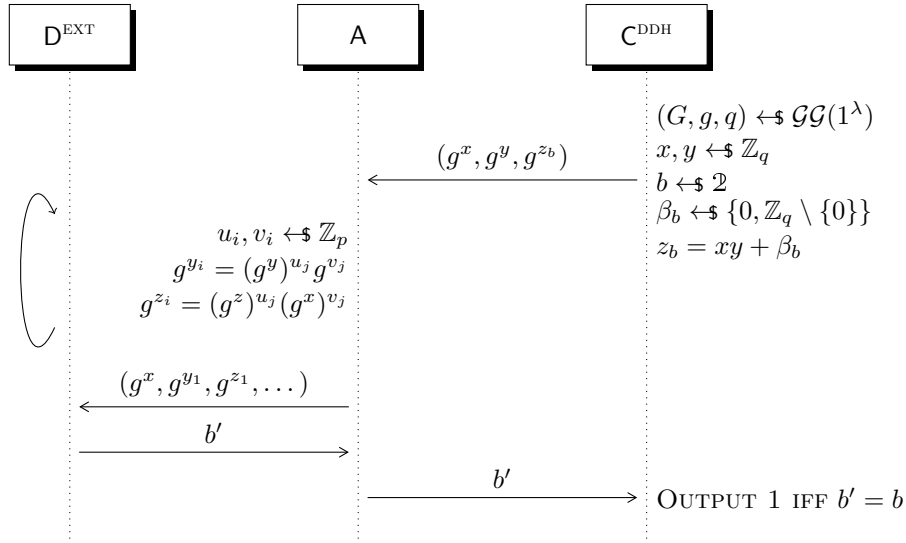 D^EXT A C^DDH
(G, g, q) ←$ 𝒢𝒢(1^λ)
(g^x, g^y, g^{z_b}) x, y ←$ ℤ_q
b ←$ 𝟚
β_b ←$ {0, ℤ_q \ {0}}
u_i, v_i ←$ ℤ_p
z_b = xy + β_b
g^{y_i} = (g^y)^{u_j} g^{v_j}
g^{z_i} = (g^z)^{u_j} (g^x)^{v_j}
(g^x, g^{y_1}, g^{z_1}, . . . )
b′
b′
OUTPUT 1 IFF b′ = b